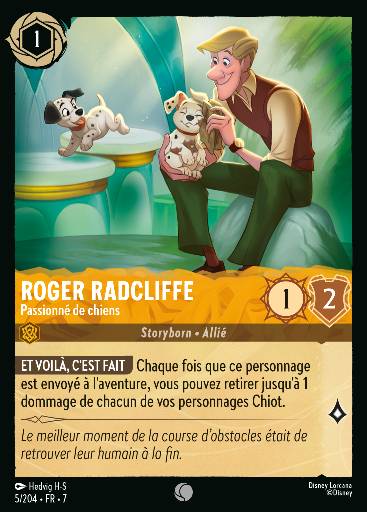 1
ROGER RADCLIFFE
Passionné de chiens
1
2
Storyborn • Allié
ET VOILÀ, C'EST FAIT Chaque fois que ce personnage
est envoyé à l'aventure, vous pouvez retirer jusqu'à 1
dommage de chacun de vos personnages Chiot.
Le meilleur moment de la course d'obstacles était de
retrouver leur humain à la fin.
Hedvig H-S
5/204 • FR • 7
Disney Lorcana
©Disney